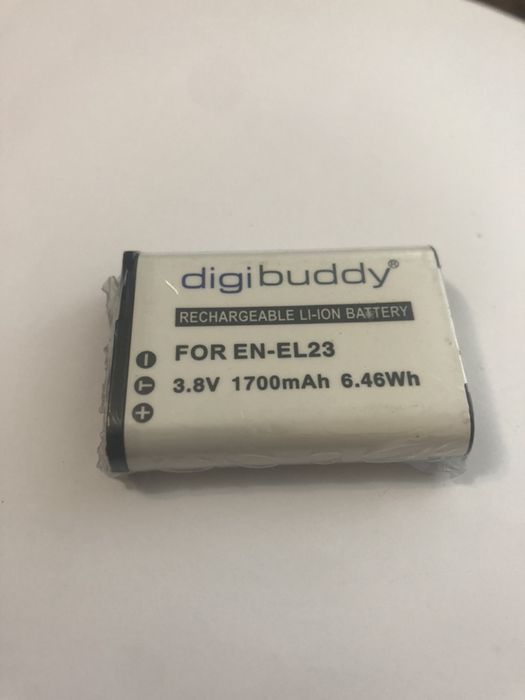 digibuddy®
RECHARGEABLE LI-ION BATTERY
FOR EN-EL23
3.8V 1700mAh 6.46Wh
-
T
+